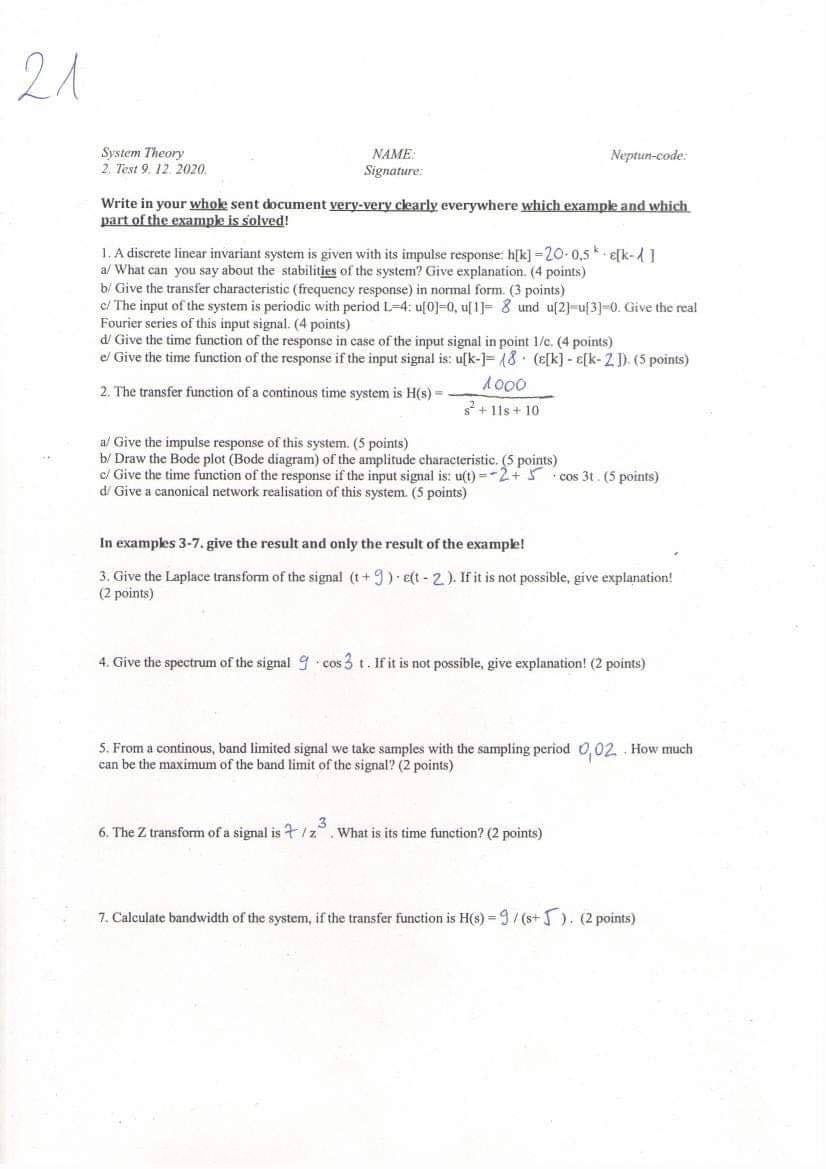 21
System Theory NAME: Neptun-code:
2. Test 9. 12. 2020. Signature:
Write in your whole sent document very-very clearly everywhere which example and which
part of the example is solved!
1. A discrete linear invariant system is given with its impulse response: h[k] =20· 0,5 ᵏ · ε[k-1 ]
a/ What can you say about the stabilities of the system? Give explanation. (4 points)
b/ Give the transfer characteristic (frequency response) in normal form. (3 points)
c/ The input of the system is periodic with period L=4: u[0]=0, u[1]= 8 und u[2]=u[3]=0. Give the real
Fourier series of this input signal. (4 points)
d/ Give the time function of the response in case of the input signal in point 1/c. (4 points)
e/ Give the time function of the response if the input signal is: u[k-]= 18 · (ε[k] - ε[k- 2 ]). (5 points)
1000
2. The transfer function of a continous time system is H(s) =
s² + 11s + 10
a/ Give the impulse response of this system. (5 points)
b/ Draw the Bode plot (Bode diagram) of the amplitude characteristic. (5 points)
c/ Give the time function of the response if the input signal is: u(t) = -2 + 5 · cos 3t . (5 points)
d/ Give a canonical network realisation of this system. (5 points)
In examples 3-7. give the result and only the result of the example!
3. Give the Laplace transform of the signal (t + 9 ) · ε(t - 2 ). If it is not possible, give explanation!
(2 points)
4. Give the spectrum of the signal 9 · cos 3 t . If it is not possible, give explanation! (2 points)
5. From a continous, band limited signal we take samples with the sampling period 0,02 . How much
can be the maximum of the band limit of the signal? (2 points)
6. The Z transform of a signal is 7 / z³ . What is its time function? (2 points)
7. Calculate bandwidth of the system, if the transfer function is H(s) = 9 / (s+ 5 ) . (2 points)